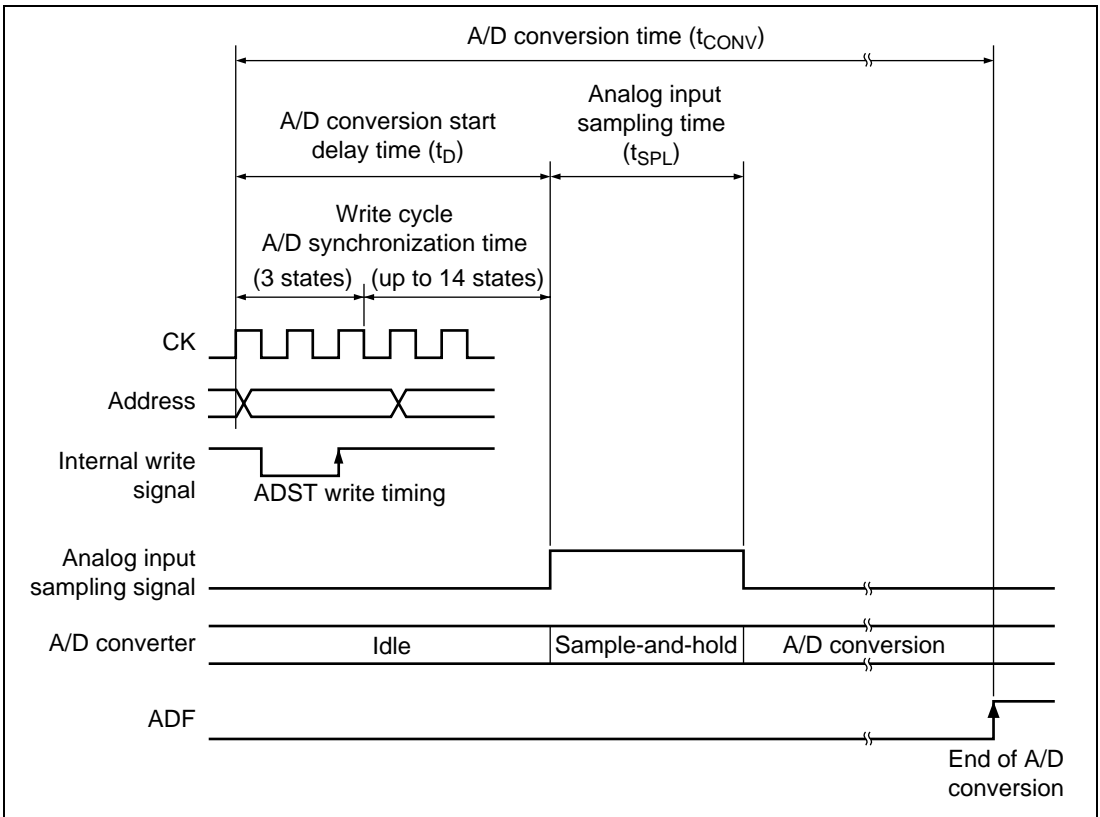 A/D conversion time (tCONV)
A/D conversion start
delay time (tD)
Analog input
sampling time
(tSPL)
Write cycle
A/D synchronization time
(3 states) (up to 14 states)
CK
Address
Internal write
signal
ADST write timing
Analog input
sampling signal
A/D converter
Idle
Sample-and-hold
A/D conversion
ADF
End of A/D
conversion